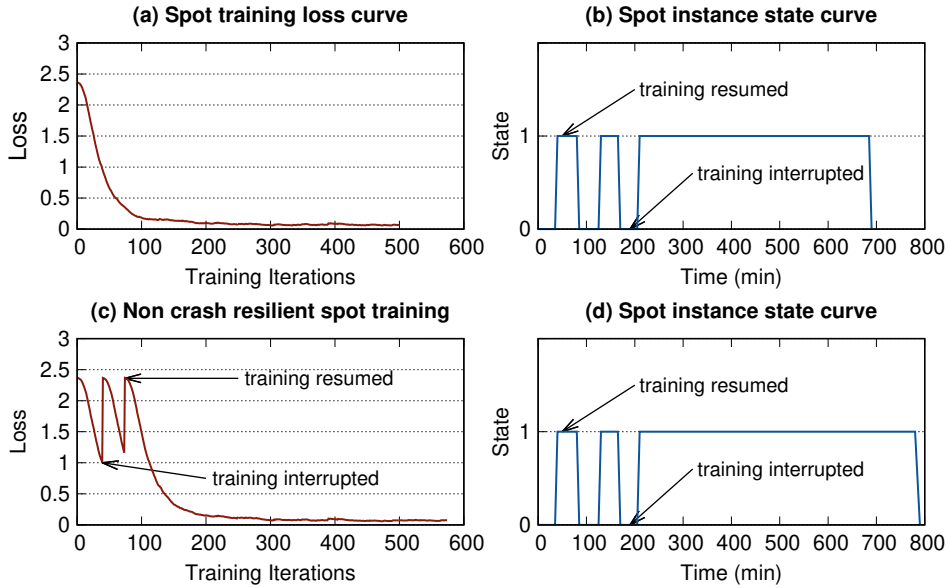 (a) Spot training loss curve
3
2.5
2
1.5
1
0.5
0
Loss
0 100 200 300 400 500 600
Training Iterations
(b) Spot instance state curve
training resumed
1
training interrupted
0
State
0 100 200 300 400 500 600 700 800
Time (min)
(c) Non crash resilient spot training
3
2.5
2
1.5
1
0.5
0
Loss
training resumed
training interrupted
0 100 200 300 400 500 600
Training Iterations
(d) Spot instance state curve
training resumed
1
training interrupted
0
State
0 100 200 300 400 500 600 700 800
Time (min)